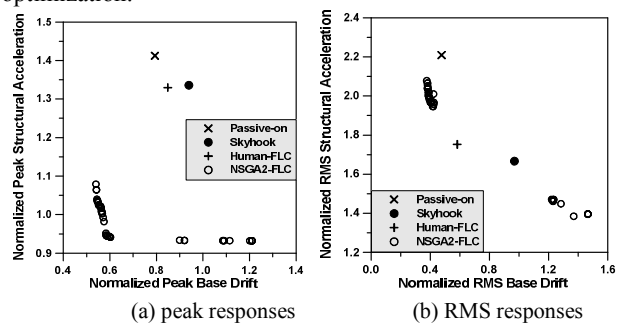 optimization.
1.5
1.4
1.3
1.2
1.1
1.0
0.9
Normalized Peak Structural Acceleration
× Passive-on
● Skyhook
+ Human-FLC
○ NSGA2-FLC
0.4 0.6 0.8 1.0 1.2 1.4
Normalized Peak Base Drift
(a) peak responses
2.4
2.2
2.0
1.8
1.6
1.4
1.2
Normalized RMS Structural Acceleration
× Passive-on
● Skyhook
+ Human-FLC
○ NSGA2-FLC
0.0 0.4 0.8 1.2 1.6
Normalized RMS Base Drift
(b) RMS responses